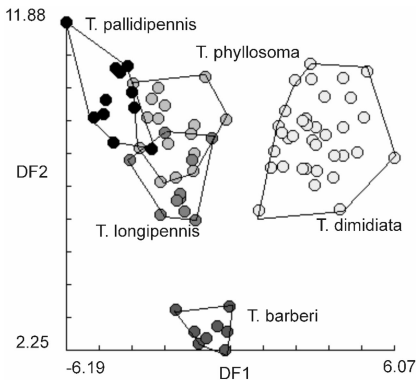 11.88
T. pallidipennis
T. phyllosoma
DF2
T. longipennis
T. dimidiata
T. barberi
2.25
-6.19
DF1
6.07